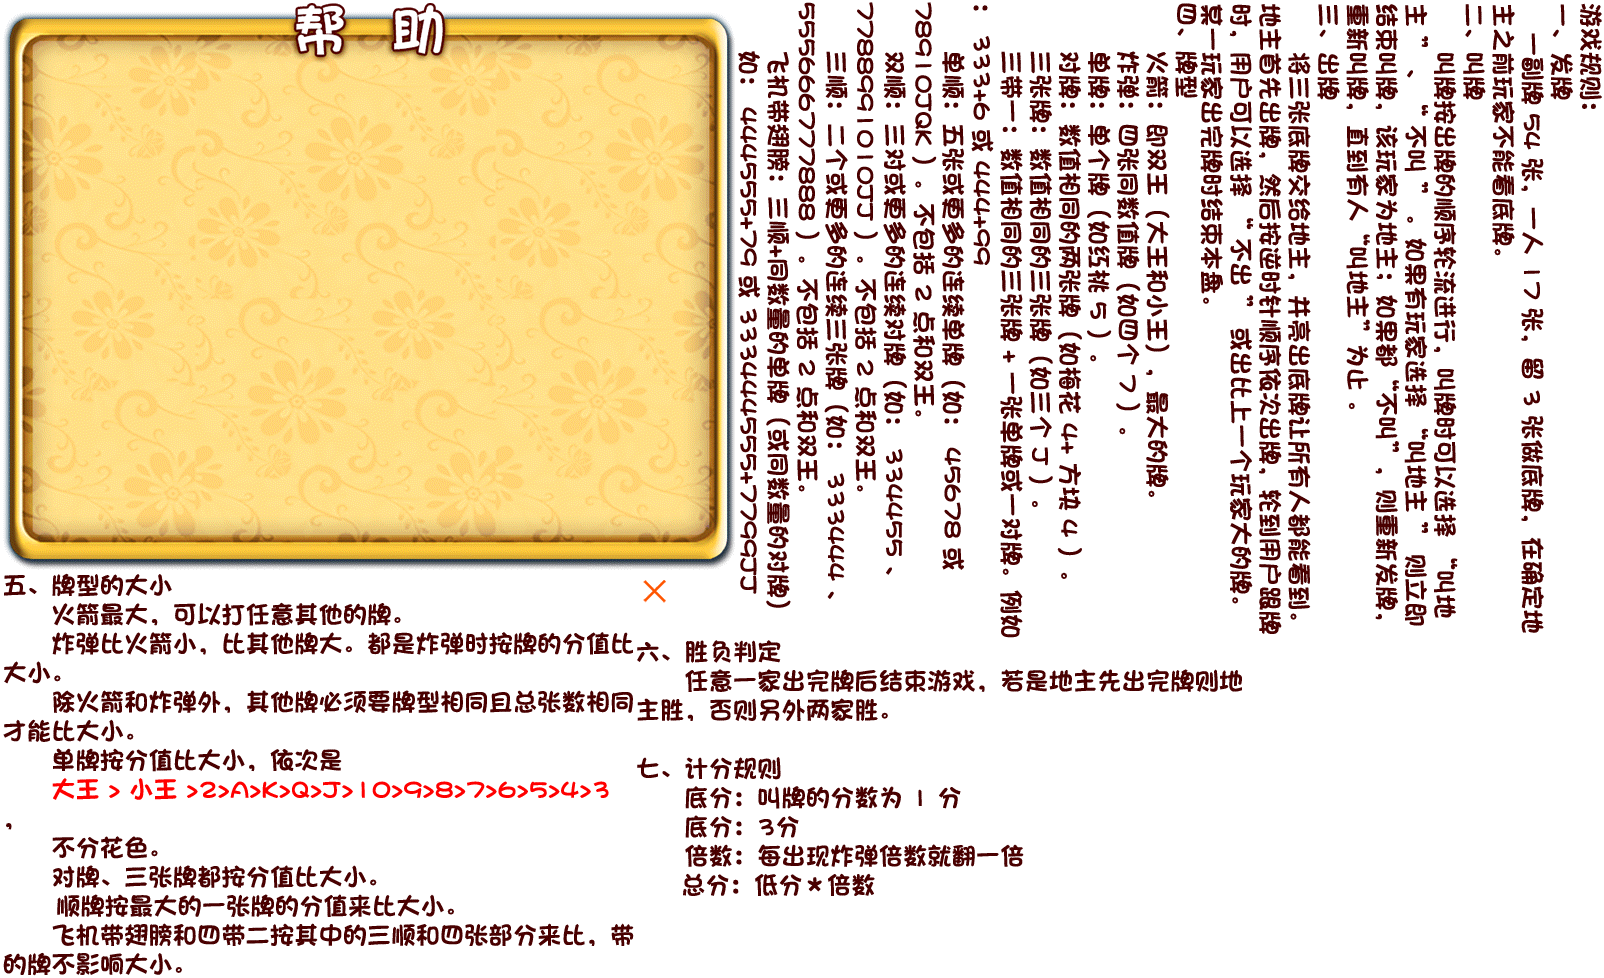 帮 助
游戏规则：
一、发牌
一副牌 54 张，一人 17 张，留 3 张做底牌，在确定地
主之前玩家不能看底牌。
二、叫牌
叫牌按出牌的顺序轮流进行，叫牌时可以选择 “叫地
主 ” 、 “ 不叫 ” 。如果有玩家选择 “叫地主 ” 则立即
结束叫牌，该玩家为地主；如果都 “不叫” ，则重新发牌，
重新叫牌，直到有人 “叫地主” 为止 。
三、出牌
将三张底牌交给地主，并亮出底牌让所有人都能看到。
地主首先出牌，然后按逆时针顺序依次出牌，轮到用户跟牌
时，用户可以选择 “ 不出 ” 或出比上一个玩家大的牌。
某一玩家出完牌时结束本盘。
四、牌型
火箭：即双王（大王和小王），最大的牌。
炸弹：四张同数值牌（如四个 7 ）。
单牌：单个牌（如红桃 5 ）。
对牌：数值相同的两张牌（如梅花 4+ 方块 4 ）。
三张牌：数值相同的三张牌（如三个 J ）。
三带一：数值相同的三张牌 + 一张单牌或一对牌。例如
： 333+6 或 444+99
单顺：五张或更多的连续单牌（如： 45678 或
78910JQK ）。不包括 2 点和双王。
双顺：三对或更多的连续对牌（如： 334455 、
7788991010JJ ）。不包括 2 点和双王。
三顺：二个或更多的连续三张牌（如： 333444 、
555666777888 ）。不包括 2 点和双王。
飞机带翅膀：三顺+同数量的单牌（或同数量的对牌）
如： 444555+79 或 333444555+7799JJ
五、牌型的大小
火箭最大，可以打任意其他的牌。
炸弹比火箭小，比其他牌大。都是炸弹时按牌的分值比
大小。
除火箭和炸弹外，其他牌必须要牌型相同且总张数相同
才能比大小。
单牌按分值比大小，依次是
大王 > 小王 >2>A>K>Q>J>10>9>8>7>6>5>4>3
，
不分花色。
对牌、三张牌都按分值比大小。
顺牌按最大的一张牌的分值来比大小。
飞机带翅膀和四带二按其中的三顺和四张部分来比，带
的牌不影响大小。
六、胜负判定
任意一家出完牌后结束游戏，若是地主先出完牌则地
主胜，否则另外两家胜。
七、计分规则
底分：叫牌的分数为 1 分
底分：3分
倍数：每出现炸弹倍数就翻一倍
总分：低分＊倍数